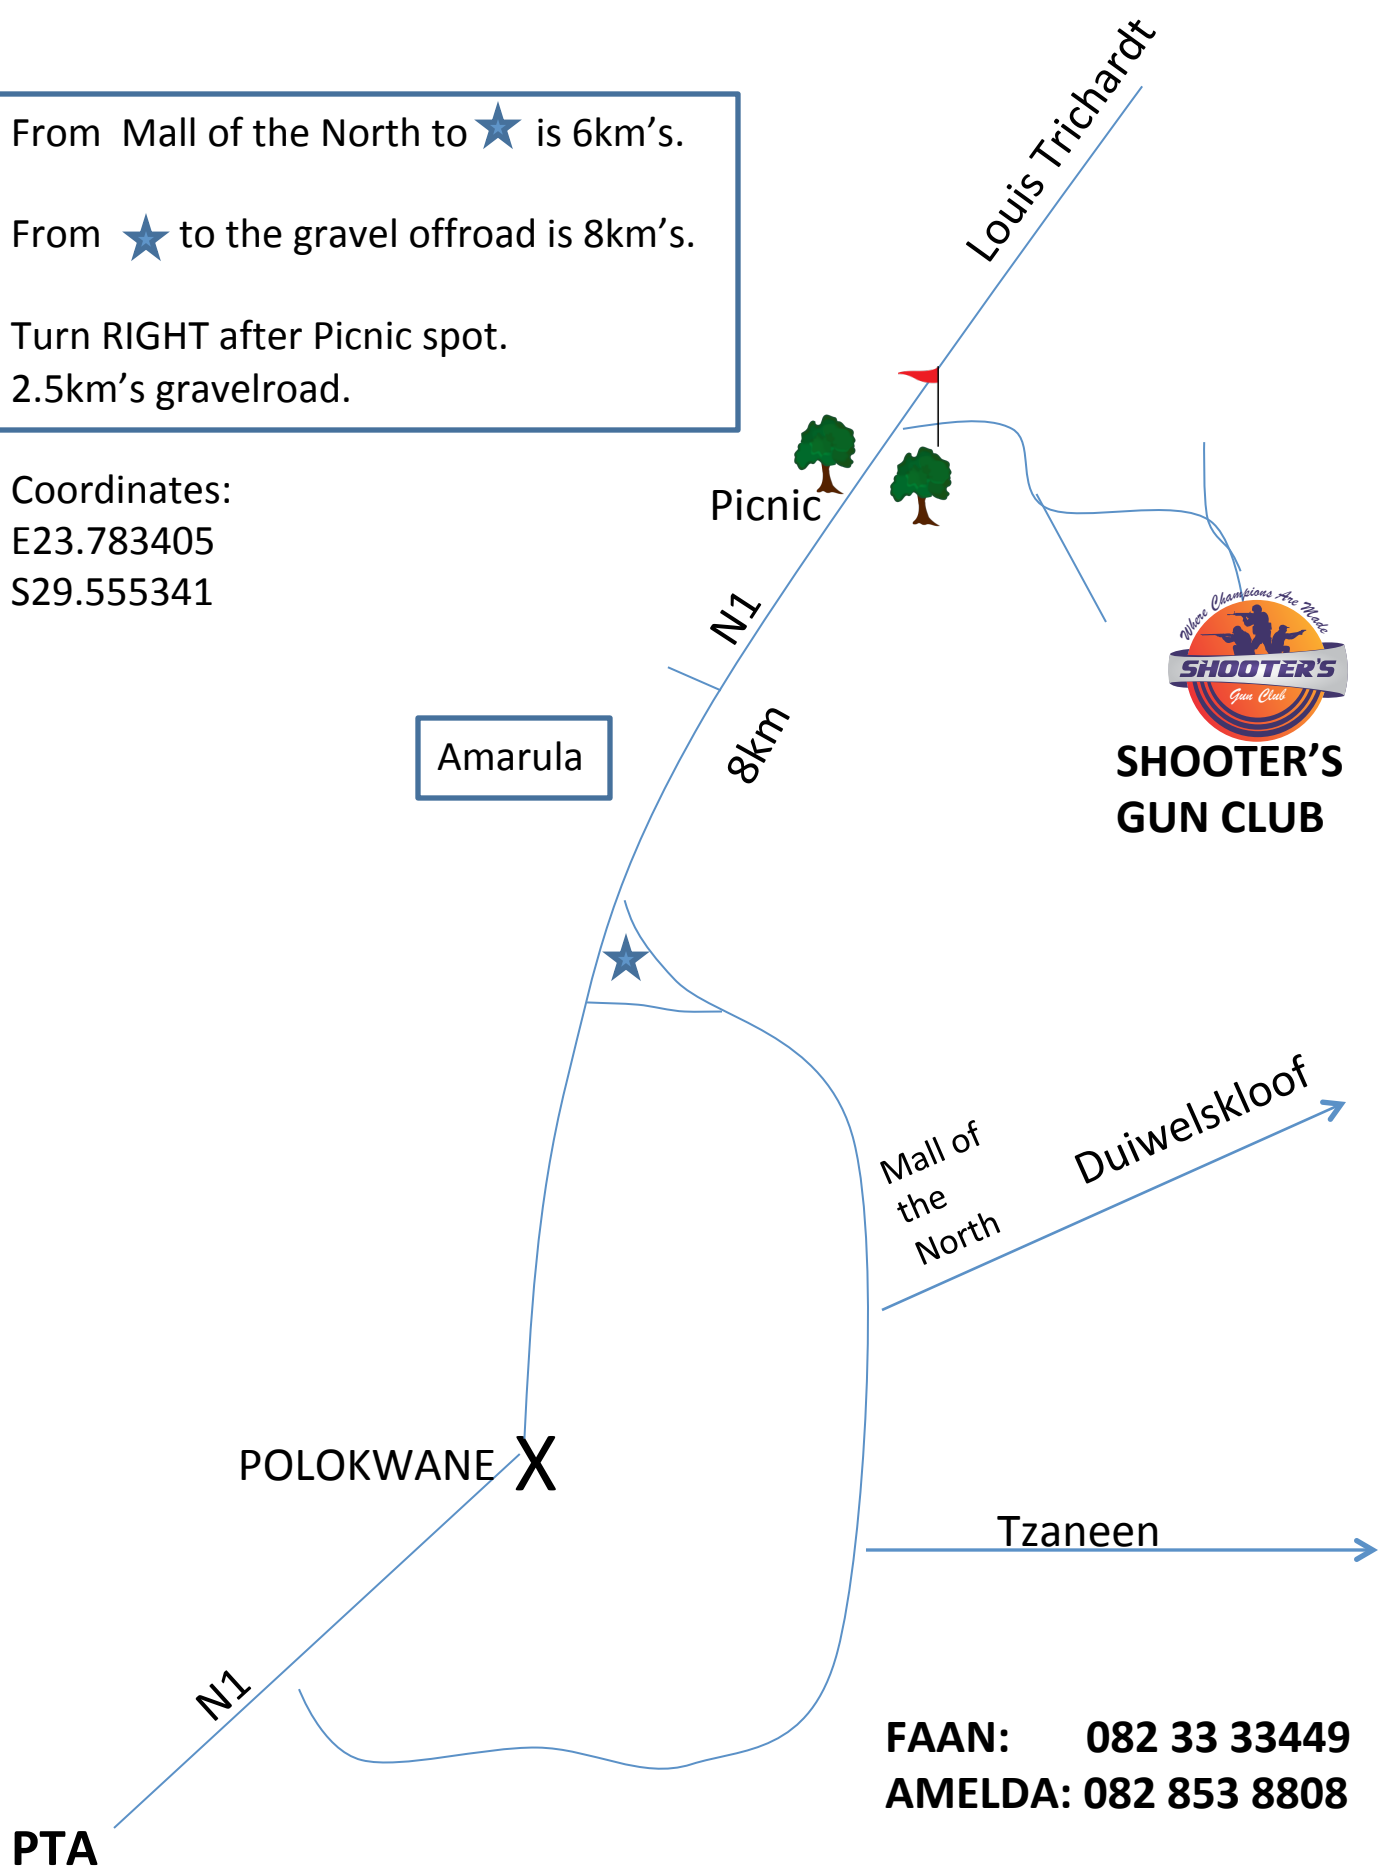 Louis Trichardt
From Mall of the North to is 6km's.
From to the gravel offroad is 8km's.
Turn RIGHT after Picnic spot.
2.5km's gravelroad.
Coordinates:
E23.783405
S29.555341
Picnic
N1
8km
Amarula
Where Champions Are Made
SHOOTER'S
Gun Club
SHOOTER'S
GUN CLUB
Mall of
the
North
Duiwelskloof
POLOKWANE X
Tzaneen
N1
FAAN: 082 33 33449
AMELDA: 082 853 8808
PTA